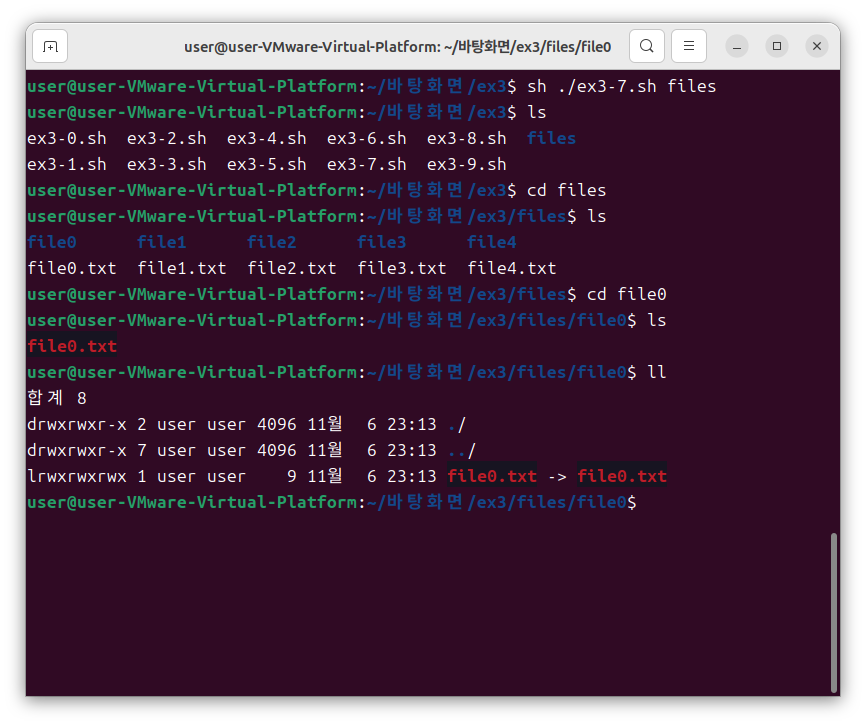 user@user-VMware-Virtual-Platform: ~/바탕화면/ex3/files/file0
user@user-VMware-Virtual-Platform:~/바탕화면/ex3$ sh ./ex3-7.sh files
user@user-VMware-Virtual-Platform:~/바탕화면/ex3$ ls
ex3-0.sh  ex3-2.sh  ex3-4.sh  ex3-6.sh  ex3-8.sh  files
ex3-1.sh  ex3-3.sh  ex3-5.sh  ex3-7.sh  ex3-9.sh
user@user-VMware-Virtual-Platform:~/바탕화면/ex3$ cd files
user@user-VMware-Virtual-Platform:~/바탕화면/ex3/files$ ls
file0      file1      file2      file3      file4
file0.txt  file1.txt  file2.txt  file3.txt  file4.txt
user@user-VMware-Virtual-Platform:~/바탕화면/ex3/files$ cd file0
user@user-VMware-Virtual-Platform:~/바탕화면/ex3/files/file0$ ls
file0.txt
user@user-VMware-Virtual-Platform:~/바탕화면/ex3/files/file0$ ll
합계 8
drwxrwxr-x 2 user user 4096 11월  6 23:13 ./
drwxrwxr-x 7 user user 4096 11월  6 23:13 ../
lrwxrwxrwx 1 user user    9 11월  6 23:13 file0.txt -> file0.txt
user@user-VMware-Virtual-Platform:~/바탕화면/ex3/files/file0$